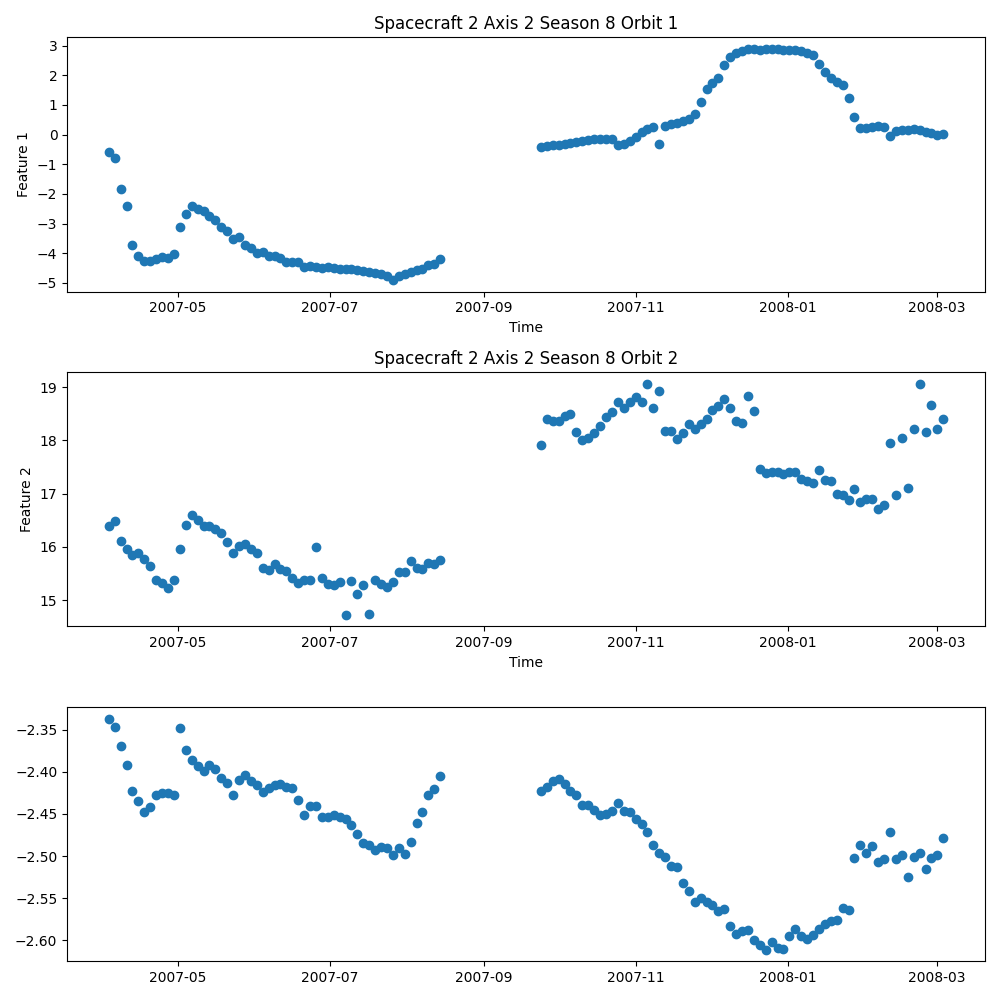 Spacecraft 2 Axis 2 Season 8 Orbit 1
3
2
1
0
−1
−2
−3
−4
−5
Feature 1
2007-05 2007-07 2007-09 2007-11 2008-01 2008-03
Time
Spacecraft 2 Axis 2 Season 8 Orbit 2
19
18
17
16
15
Feature 2
2007-05 2007-07 2007-09 2007-11 2008-01 2008-03
Time
−2.35
−2.40
−2.45
−2.50
−2.55
−2.60
2007-05 2007-07 2007-09 2007-11 2008-01 2008-03